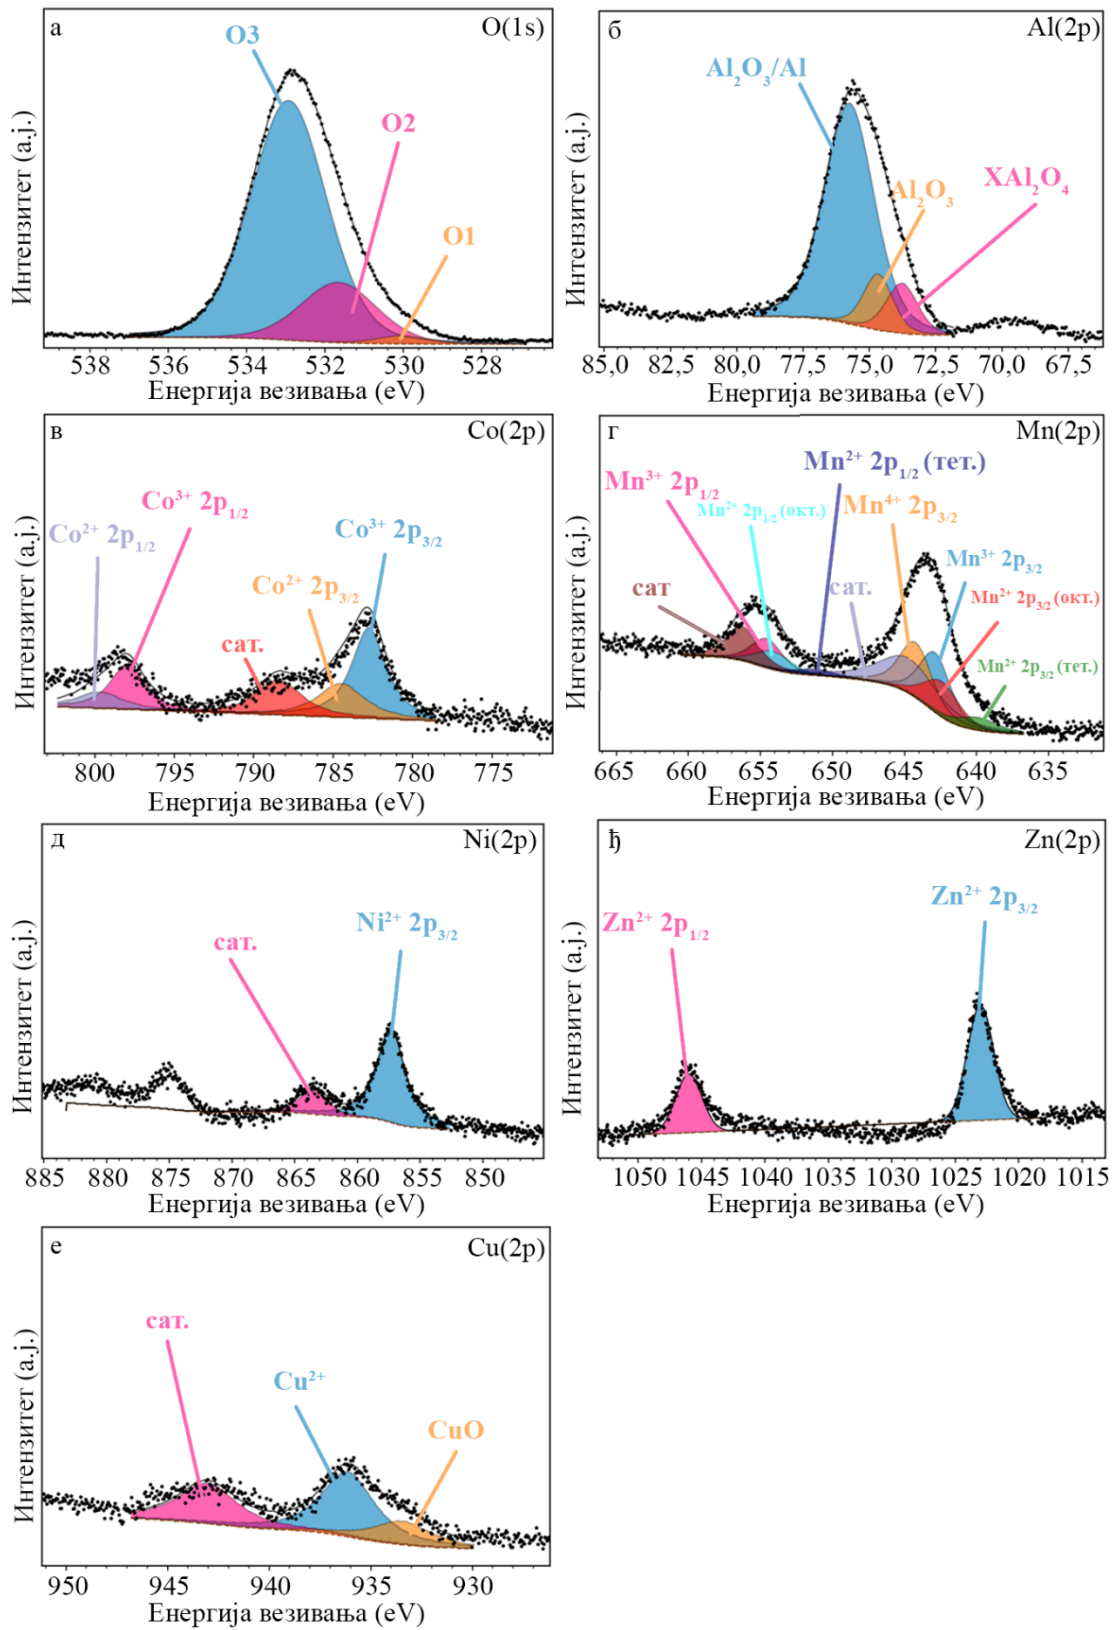 а
O(1s)
O3
O2
O1
Интензитет (a.j.)
538 536 534 532 530 528
Енергија везивања (eV)
б
Al(2p)
Al₂O₃/Al
Al₂O₃
XAl₂O₄
Интензитет (a.j.)
85,0 82,5 80,0 77,5 75,0 72,5 70,0 67,5
Енергија везивања (eV)
в
Co(2p)
Co³⁺ 2p₁/₂
Co²⁺ 2p₁/₂
Co³⁺ 2p₃/₂
Co²⁺ 2p₃/₂
сат.
Интензитет (a.j.)
800 795 790 785 780 775
Енергија везивања (eV)
г
Mn(2p)
Mn²⁺ 2p₁/₂ (тет.)
Mn³⁺ 2p₁/₂
Mn²⁺ 2p₁/₂ (окт.)
Mn⁴⁺ 2p₃/₂
Mn³⁺ 2p₃/₂
сат
сат.
Mn²⁺ 2p₃/₂ (окт.)
Mn²⁺ 2p₃/₂ (тет.)
Интензитет (a.j.)
665 660 655 650 645 640 635
Енергија везивања (eV)
д
Ni(2p)
Ni²⁺ 2p₃/₂
сат.
Интензитет (a.j.)
885 880 875 870 865 860 855 850
Енергија везивања (eV)
ђ
Zn(2p)
Zn²⁺ 2p₃/₂
Zn²⁺ 2p₁/₂
Интензитет (a.j.)
1050 1045 1040 1035 1030 1025 1020 1015
Енергија везивања (eV)
е
Cu(2p)
сат.
Cu²⁺
CuO
Интензитет (a.j.)
950 945 940 935 930
Енергија везивања (eV)